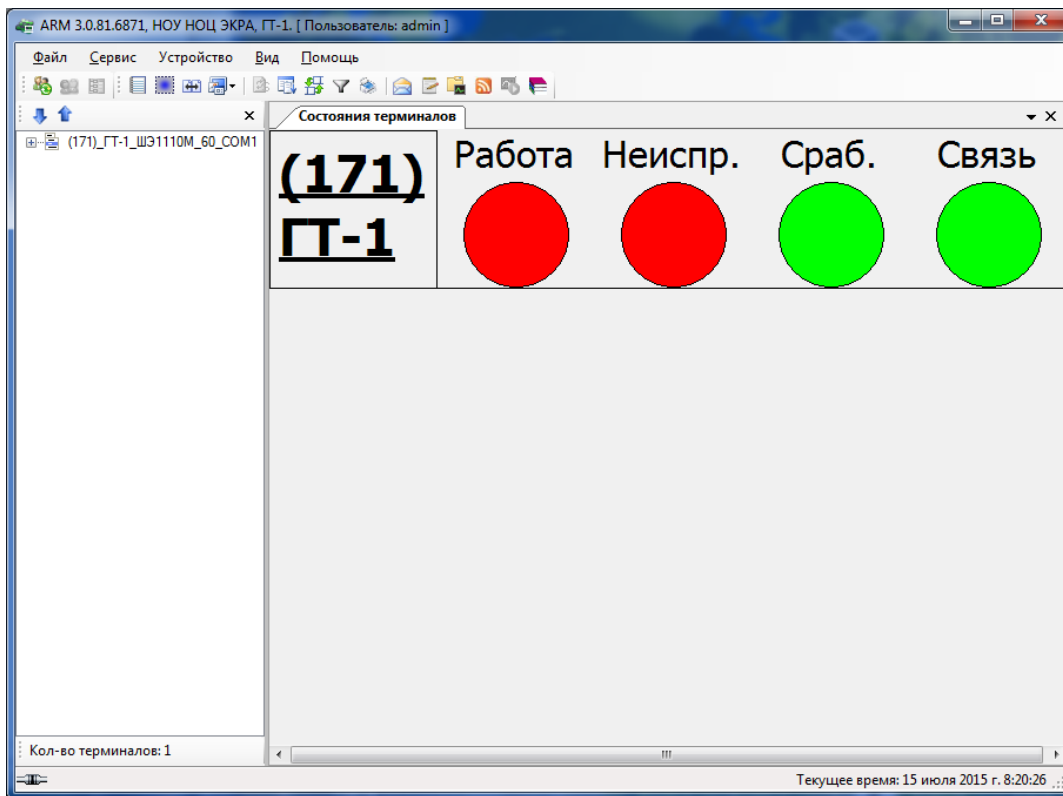 ARM 3.0.81.6871, НОУ НОЦ ЭКРА, ГТ-1. [ Пользователь: admin ]
Файл Сервис Устройство Вид Помощь
Состояния терминалов
(171)_ГТ-1_ШЭ1110М_60_COM1
(171)
ГТ-1
Работа Неиспр. Сраб. Связь
Кол-во терминалов: 1
Текущее время: 15 июля 2015 г. 8:20:26